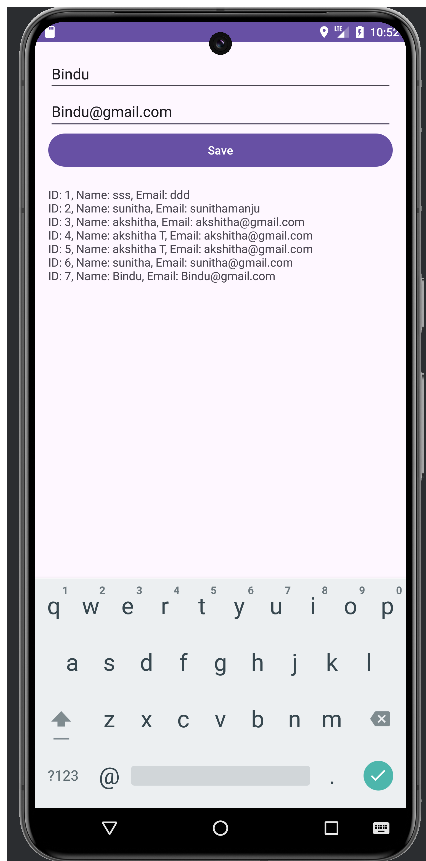 LTE 10:52
Bindu
Bindu@gmail.com
Save
ID: 1, Name: sss, Email: ddd
ID: 2, Name: sunitha, Email: sunithamanju
ID: 3, Name: akshitha, Email: akshitha@gmail.com
ID: 4, Name: akshitha T, Email: akshitha@gmail.com
ID: 5, Name: akshitha T, Email: akshitha@gmail.com
ID: 6, Name: sunitha, Email: sunitha@gmail.com
ID: 7, Name: Bindu, Email: Bindu@gmail.com
1 2 3 4 5 6 7 8 9 0
q w e r t y u i o p
a s d f g h j k l
z x c v b n m
?123 @ .